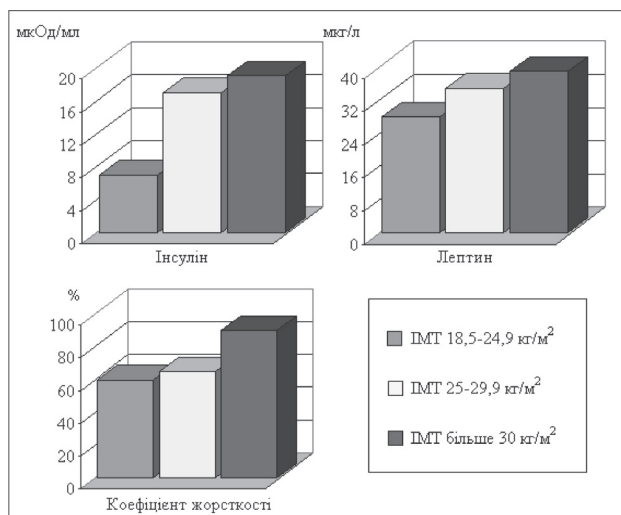 мкОд/мл
20
16
12
8
4
0
Інсулін
мкг/л
40
32
24
16
8
0
Лептин
%
100
80
60
40
20
0
Коефіцієнт жорсткості
ІМТ 18,5-24,9 кг/м²
ІМТ 25-29,9 кг/м²
ІМТ більше 30 кг/м²